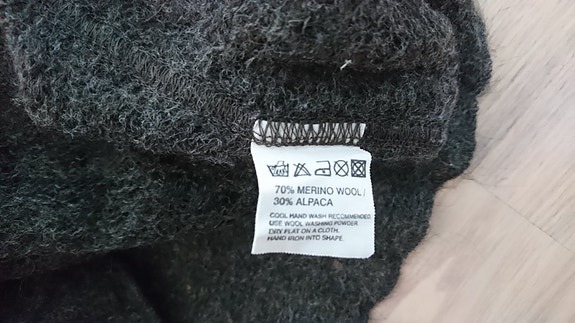 70% MERINO WOOL /
30% ALPACA
COOL HAND WASH RECOMMENDED
USE WOOL WASHING POWDER.
DRY FLAT ON A CLOTH.
HAND IRON INTO SHAPE.